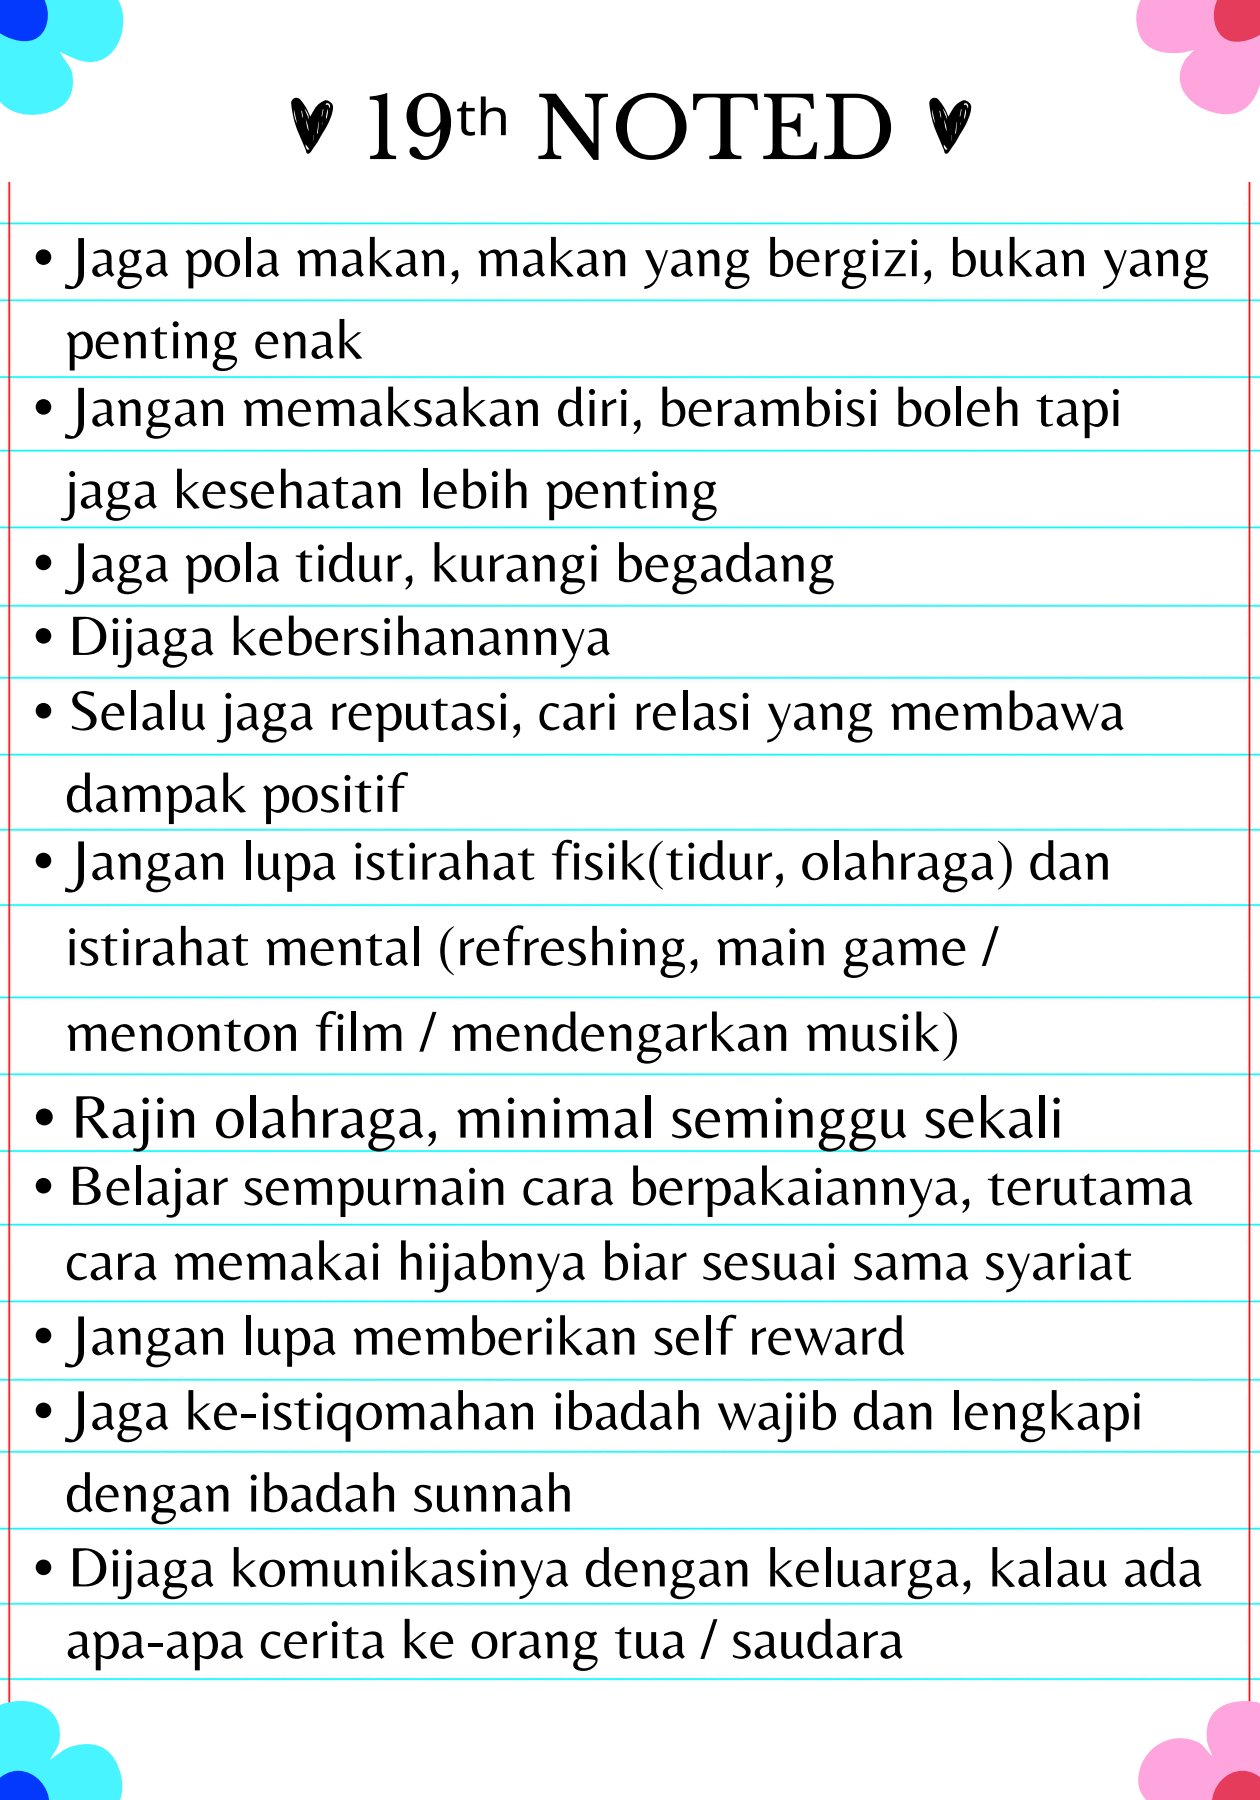 19th NOTED
• Jaga pola makan, makan yang bergizi, bukan yang
penting enak
• Jangan memaksakan diri, berambisi boleh tapi
jaga kesehatan lebih penting
• Jaga pola tidur, kurangi begadang
• Dijaga kebersihanannya
• Selalu jaga reputasi, cari relasi yang membawa
dampak positif
• Jangan lupa istirahat fisik(tidur, olahraga) dan
istirahat mental (refreshing, main game /
menonton film / mendengarkan musik)
• Rajin olahraga, minimal seminggu sekali
• Belajar sempurnain cara berpakaiannya, terutama
cara memakai hijabnya biar sesuai sama syariat
• Jangan lupa memberikan self reward
• Jaga ke-istiqomahan ibadah wajib dan lengkapi
dengan ibadah sunnah
• Dijaga komunikasinya dengan keluarga, kalau ada
apa-apa cerita ke orang tua / saudara